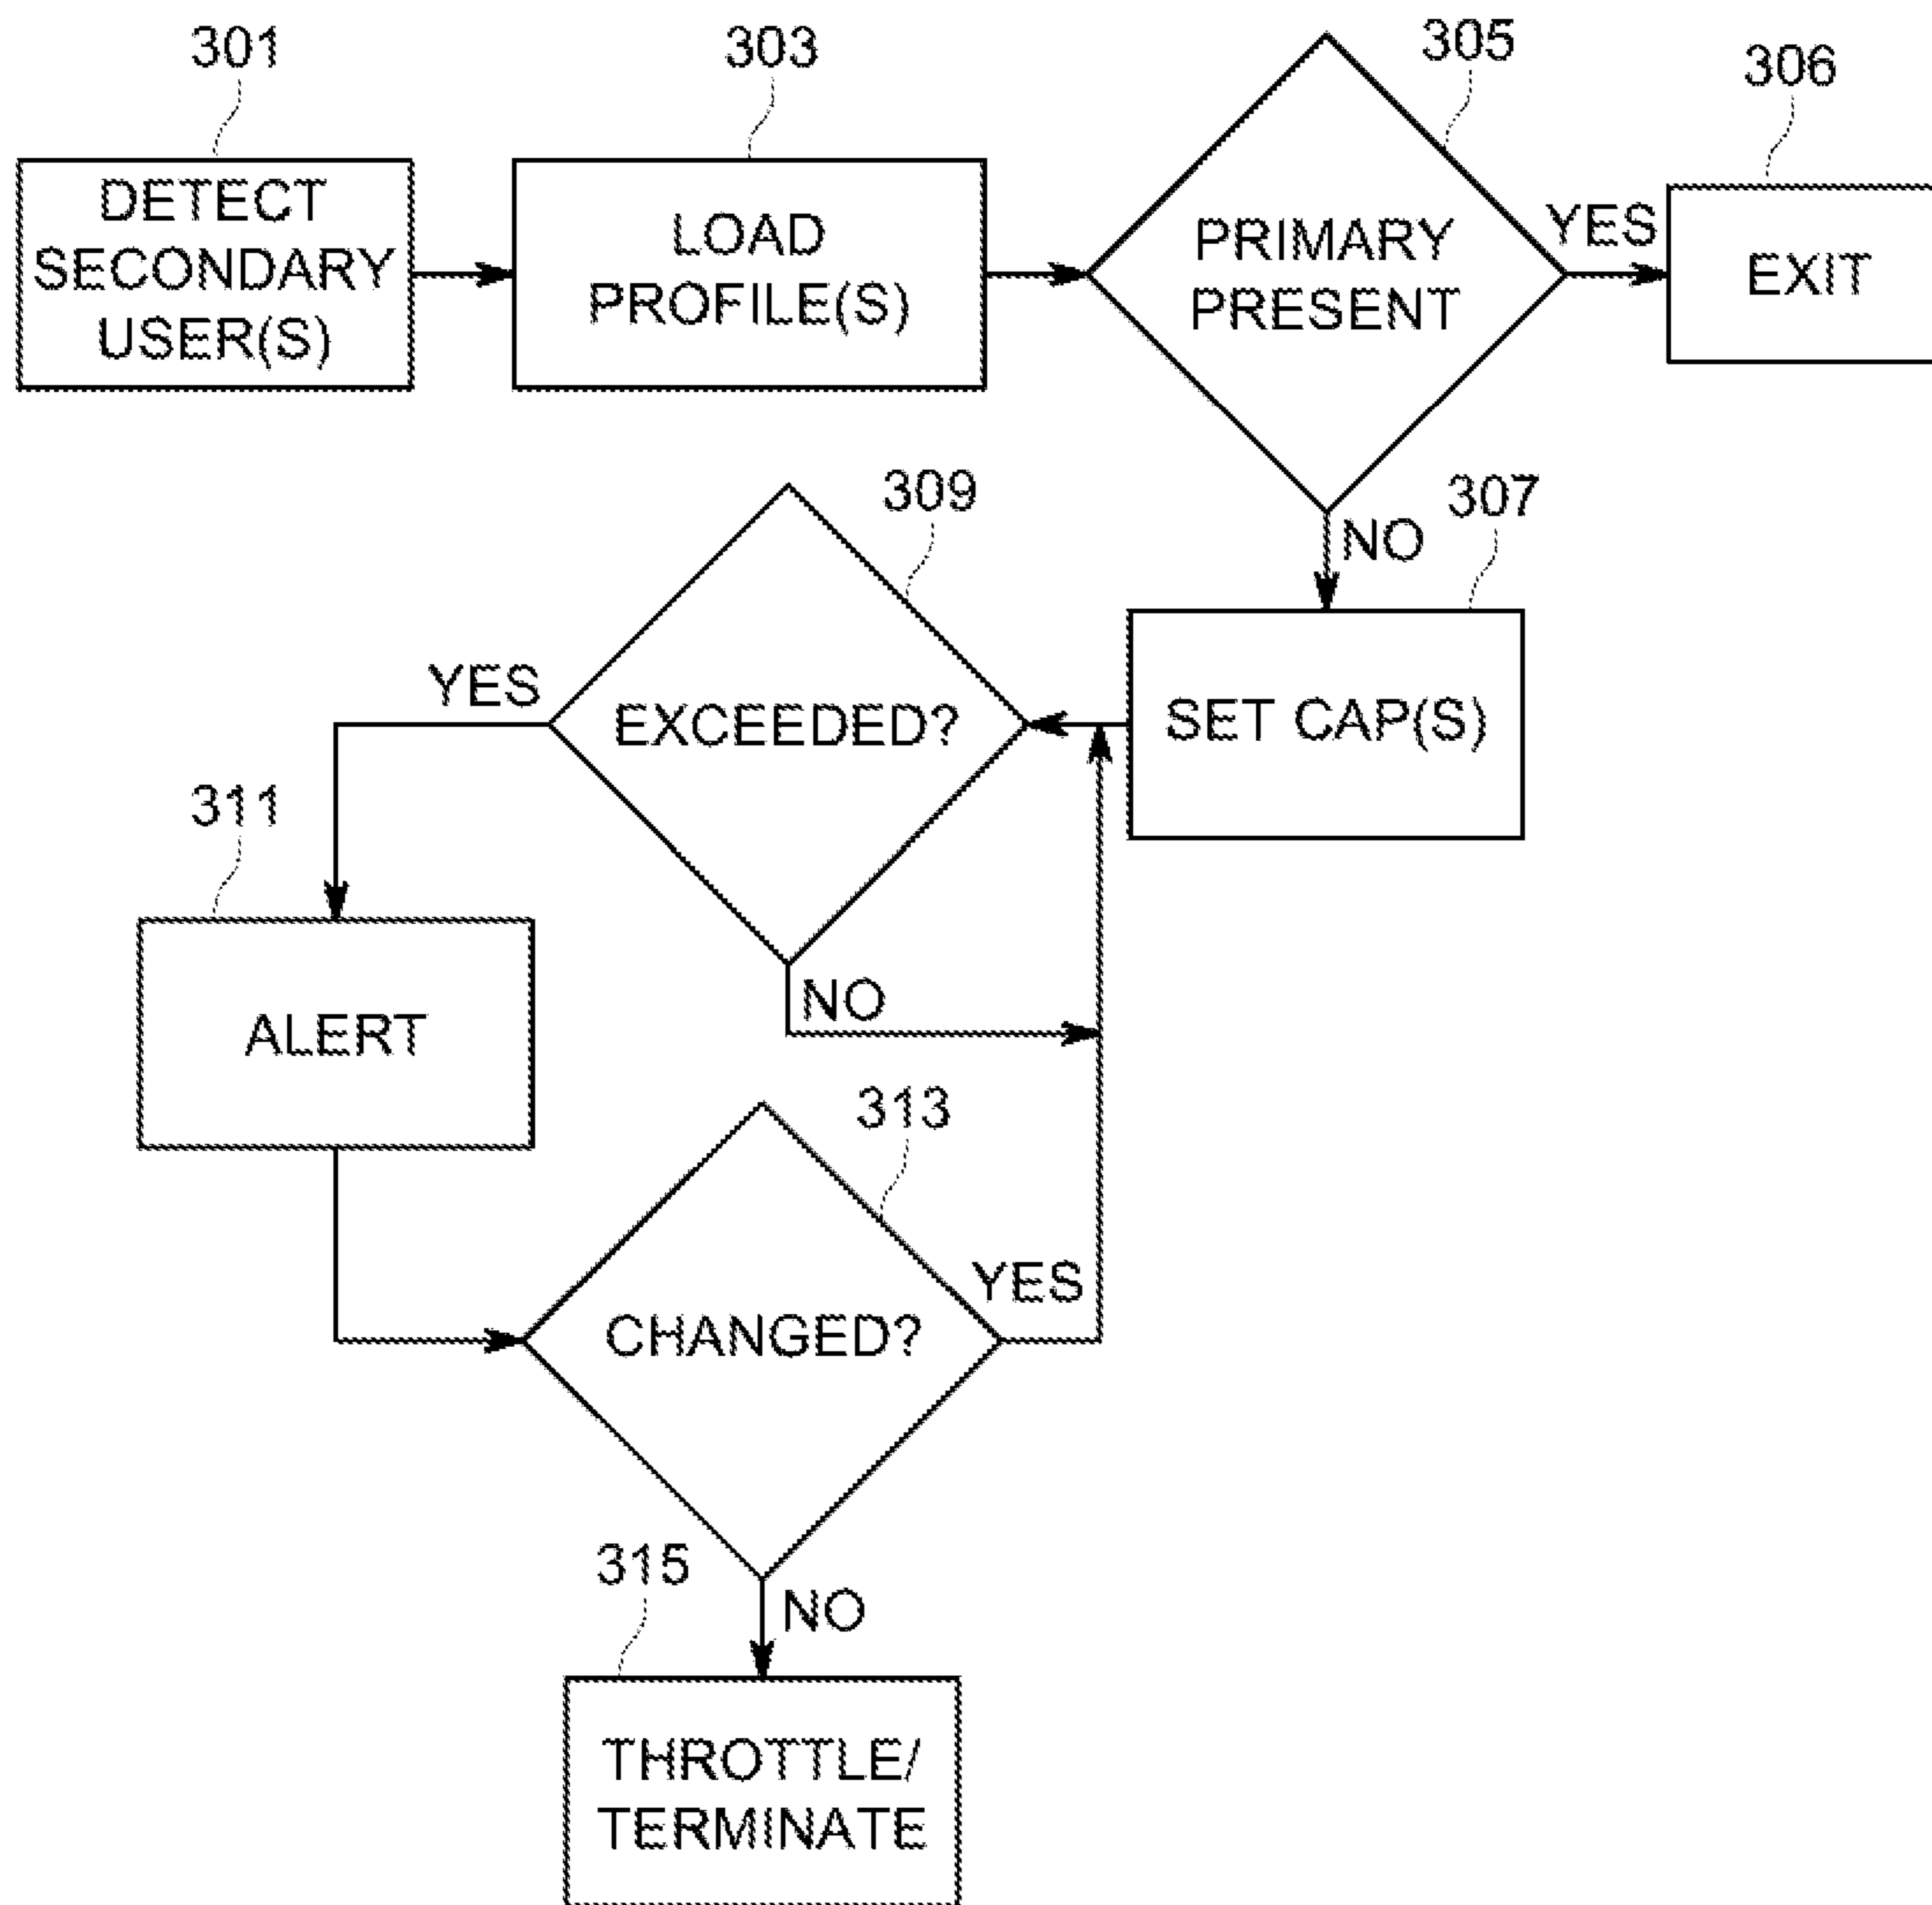 301
303
305
306
DETECT
SECONDARY
USER(S)
LOAD
PROFILE(S)
PRIMARY
PRESENT
YES
EXIT
NO
307
309
SET CAP(S)
EXCEEDED?
YES
311
NO
ALERT
313
YES
CHANGED?
315
NO
THROTTLE/
TERMINATE